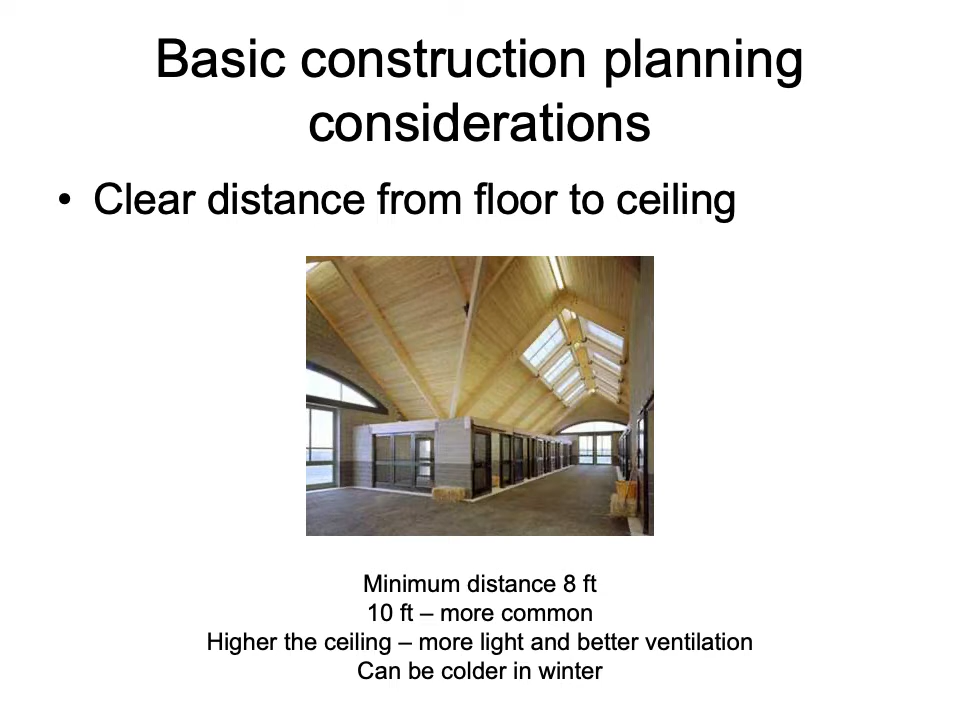 Basic construction planning
considerations
• Clear distance from floor to ceiling
Minimum distance 8 ft
10 ft – more common
Higher the ceiling – more light and better ventilation
Can be colder in winter